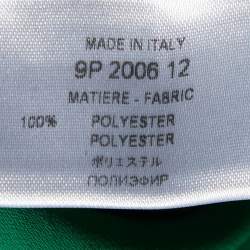 MADE IN ITALY
9P 2006 12
MATIERE - FABRIC
100% POLYESTER
POLYESTER
ポリエステル
ПОЛИЭФИР